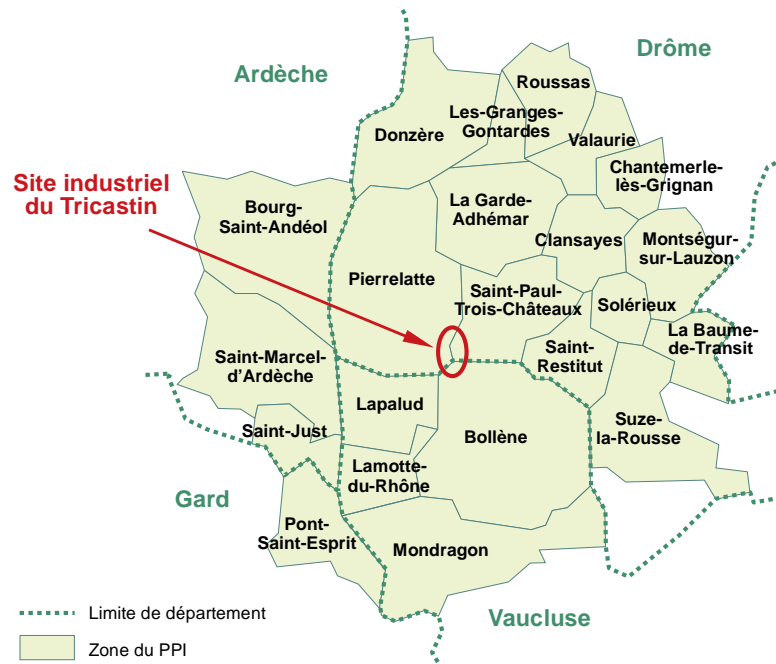 Ardèche
Drôme
Roussas
Les-Granges-
Gontardes
Donzère
Valaurie
Chantemerle-
lès-Grignan
Site industriel
du Tricastin
Bourg-
Saint-Andéol
La Garde-
Adhémar
Clansayes
Montségur-
sur-Lauzon
Pierrelatte
Saint-Paul-
Trois-Châteaux
Solérieux
La Baume-
de-Transit
Saint-
Restitut
Saint-Marcel-
d'Ardèche
Lapalud
Saint-Just
Bollène
Suze-
la-Rousse
Lamotte-
du-Rhône
Gard
Pont-
Saint-Esprit
Mondragon
Vaucluse
Limite de département
Zone du PPI